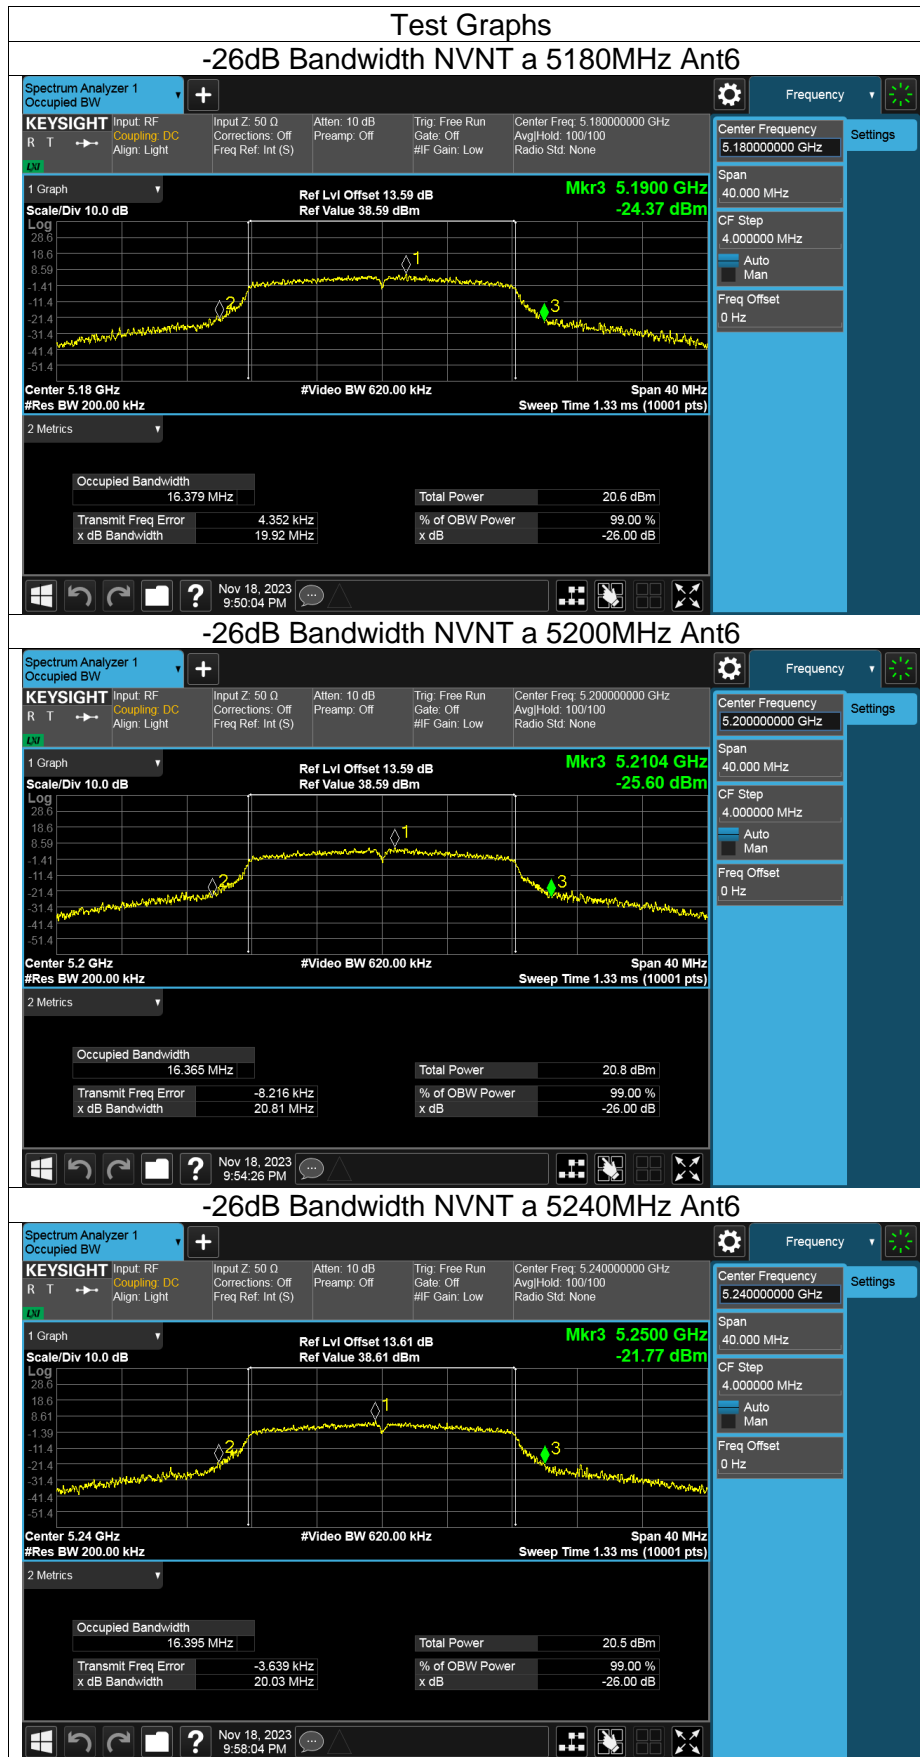 Test Graphs
-26dB Bandwidth NVNT a 5180MHz Ant6
Spectrum Analyzer 1
Occupied BW
Frequency
KEYSIGHT
R T
LXI
Input: RF
Coupling: DC
Align: Light
Input Z: 50 Ω
Corrections: Off
Freq Ref: Int (S)
Atten: 10 dB
Preamp: Off
Trig: Free Run
Gate: Off
#IF Gain: Low
Center Freq: 5.180000000 GHz
Avg|Hold: 100/100
Radio Std: None
Center Frequency
5.180000000 GHz
Settings
Span
40.000 MHz
CF Step
4.000000 MHz
Auto
Man
Freq Offset
0 Hz
1 Graph
Scale/Div 10.0 dB
Ref Lvl Offset 13.59 dB
Ref Value 38.59 dBm
Mkr3 5.1900 GHz
-24.37 dBm
Log
28.6
18.6
8.59
-1.41
-11.4
-21.4
-31.4
-41.4
-51.4
1
2
3
Center 5.18 GHz
#Video BW 620.00 kHz
Span 40 MHz
#Res BW 200.00 kHz
Sweep Time 1.33 ms (10001 pts)
2 Metrics
Occupied Bandwidth
16.379 MHz
Total Power 20.6 dBm
Transmit Freq Error 4.352 kHz
% of OBW Power 99.00 %
x dB Bandwidth 19.92 MHz
x dB -26.00 dB
?
Nov 18, 2023
9:50:04 PM
-26dB Bandwidth NVNT a 5200MHz Ant6
Spectrum Analyzer 1
Occupied BW
Frequency
KEYSIGHT
R T
LXI
Input: RF
Coupling: DC
Align: Light
Input Z: 50 Ω
Corrections: Off
Freq Ref: Int (S)
Atten: 10 dB
Preamp: Off
Trig: Free Run
Gate: Off
#IF Gain: Low
Center Freq: 5.200000000 GHz
Avg|Hold: 100/100
Radio Std: None
Center Frequency
5.200000000 GHz
Settings
Span
40.000 MHz
CF Step
4.000000 MHz
Auto
Man
Freq Offset
0 Hz
1 Graph
Scale/Div 10.0 dB
Ref Lvl Offset 13.59 dB
Ref Value 38.59 dBm
Mkr3 5.2104 GHz
-25.60 dBm
Log
28.6
18.6
8.59
-1.41
-11.4
-21.4
-31.4
-41.4
-51.4
1
2
3
Center 5.2 GHz
#Video BW 620.00 kHz
Span 40 MHz
#Res BW 200.00 kHz
Sweep Time 1.33 ms (10001 pts)
2 Metrics
Occupied Bandwidth
16.365 MHz
Total Power 20.8 dBm
Transmit Freq Error -8.216 kHz
% of OBW Power 99.00 %
x dB Bandwidth 20.81 MHz
x dB -26.00 dB
?
Nov 18, 2023
9:54:26 PM
-26dB Bandwidth NVNT a 5240MHz Ant6
Spectrum Analyzer 1
Occupied BW
Frequency
KEYSIGHT
R T
LXI
Input: RF
Coupling: DC
Align: Light
Input Z: 50 Ω
Corrections: Off
Freq Ref: Int (S)
Atten: 10 dB
Preamp: Off
Trig: Free Run
Gate: Off
#IF Gain: Low
Center Freq: 5.240000000 GHz
Avg|Hold: 100/100
Radio Std: None
Center Frequency
5.240000000 GHz
Settings
Span
40.000 MHz
CF Step
4.000000 MHz
Auto
Man
Freq Offset
0 Hz
1 Graph
Scale/Div 10.0 dB
Ref Lvl Offset 13.61 dB
Ref Value 38.61 dBm
Mkr3 5.2500 GHz
-21.77 dBm
Log
28.6
18.6
8.61
-1.39
-11.4
-21.4
-31.4
-41.4
-51.4
1
2
3
Center 5.24 GHz
#Video BW 620.00 kHz
Span 40 MHz
#Res BW 200.00 kHz
Sweep Time 1.33 ms (10001 pts)
2 Metrics
Occupied Bandwidth
16.395 MHz
Total Power 20.5 dBm
Transmit Freq Error -3.639 kHz
% of OBW Power 99.00 %
x dB Bandwidth 20.03 MHz
x dB -26.00 dB
?
Nov 18, 2023
9:58:04 PM